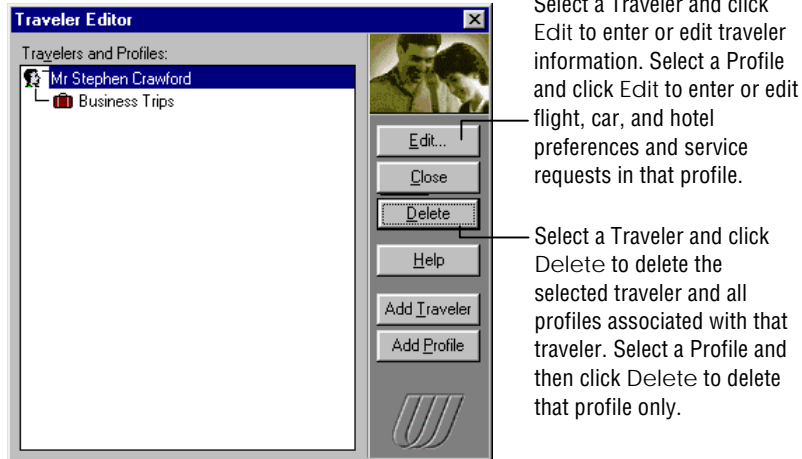 Traveler Editor
Travelers and Profiles:
Mr Stephen Crawford
Business Trips
Edit...
Close
Delete
Help
Add Traveler
Add Profile
Select a Traveler and click
Edit to enter or edit traveler
information. Select a Profile
and click Edit to enter or edit
flight, car, and hotel
preferences and service
requests in that profile.
Select a Traveler and click
Delete to delete the
selected traveler and all
profiles associated with that
traveler. Select a Profile and
then click Delete to delete
that profile only.